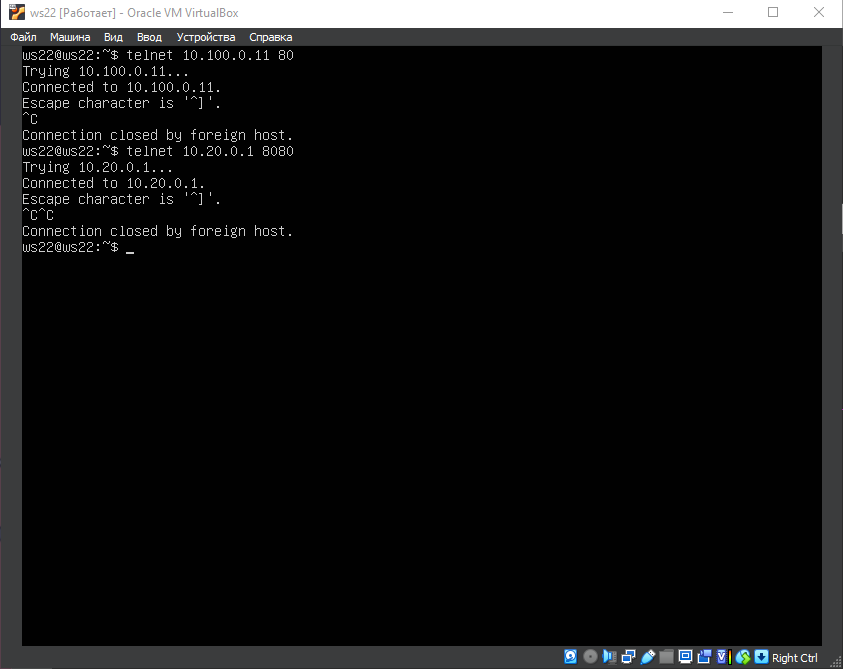 ws22 [Работает] - Oracle VM VirtualBox
Файл Машина Вид Ввод Устройства Справка
ws22@ws22:~$ telnet 10.100.0.11 80
Trying 10.100.0.11...
Connected to 10.100.0.11.
Escape character is '^]'.
^C
Connection closed by foreign host.
ws22@ws22:~$ telnet 10.20.0.1 8080
Trying 10.20.0.1...
Connected to 10.20.0.1.
Escape character is '^]'.
^C^C
Connection closed by foreign host.
ws22@ws22:~$ _
Right Ctrl